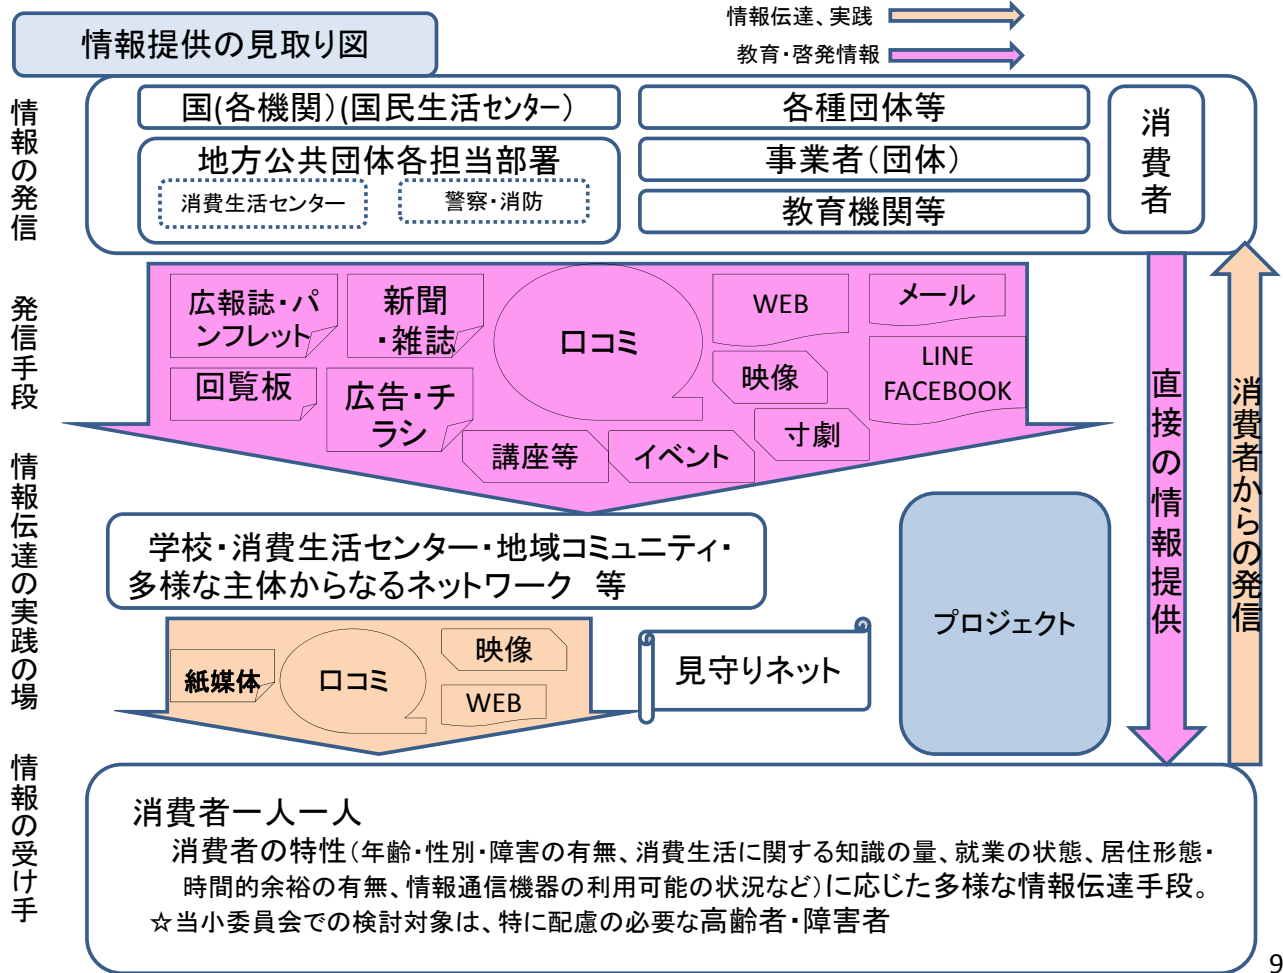 情報提供の見取り図
情報伝達、実践
教育・啓発情報
情報の発信
国(各機関)(国民生活センター)
地方公共団体各担当部署
消費生活センター
警察・消防
各種団体等
事業者(団体)
教育機関等
消費者
発信手段
広報誌・パ
ンフレット
新聞
・雑誌
口コミ
WEB
メール
回覧板
広告・チ
ラシ
映像
LINE
FACEBOOK
講座等
イベント
寸劇
直接の情報提供
消費者からの発信
情報伝達の実践の場
学校・消費生活センター・地域コミュニティ・
多様な主体からなるネットワーク 等
プロジェクト
紙媒体
口コミ
映像
WEB
見守りネット
情報の受け手
消費者一人一人
消費者の特性(年齢・性別・障害の有無、消費生活に関する知識の量、就業の状態、居住形態・
時間的余裕の有無、情報通信機器の利用可能の状況など)に応じた多様な情報伝達手段。
☆当小委員会での検討対象は、特に配慮の必要な高齢者・障害者
9